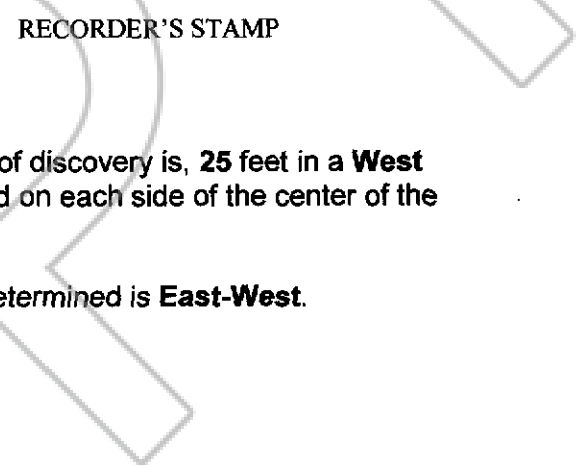 RECORDER'S STAMP
of discovery is, 25 feet in a West
on each side of the center of the
is East-West.